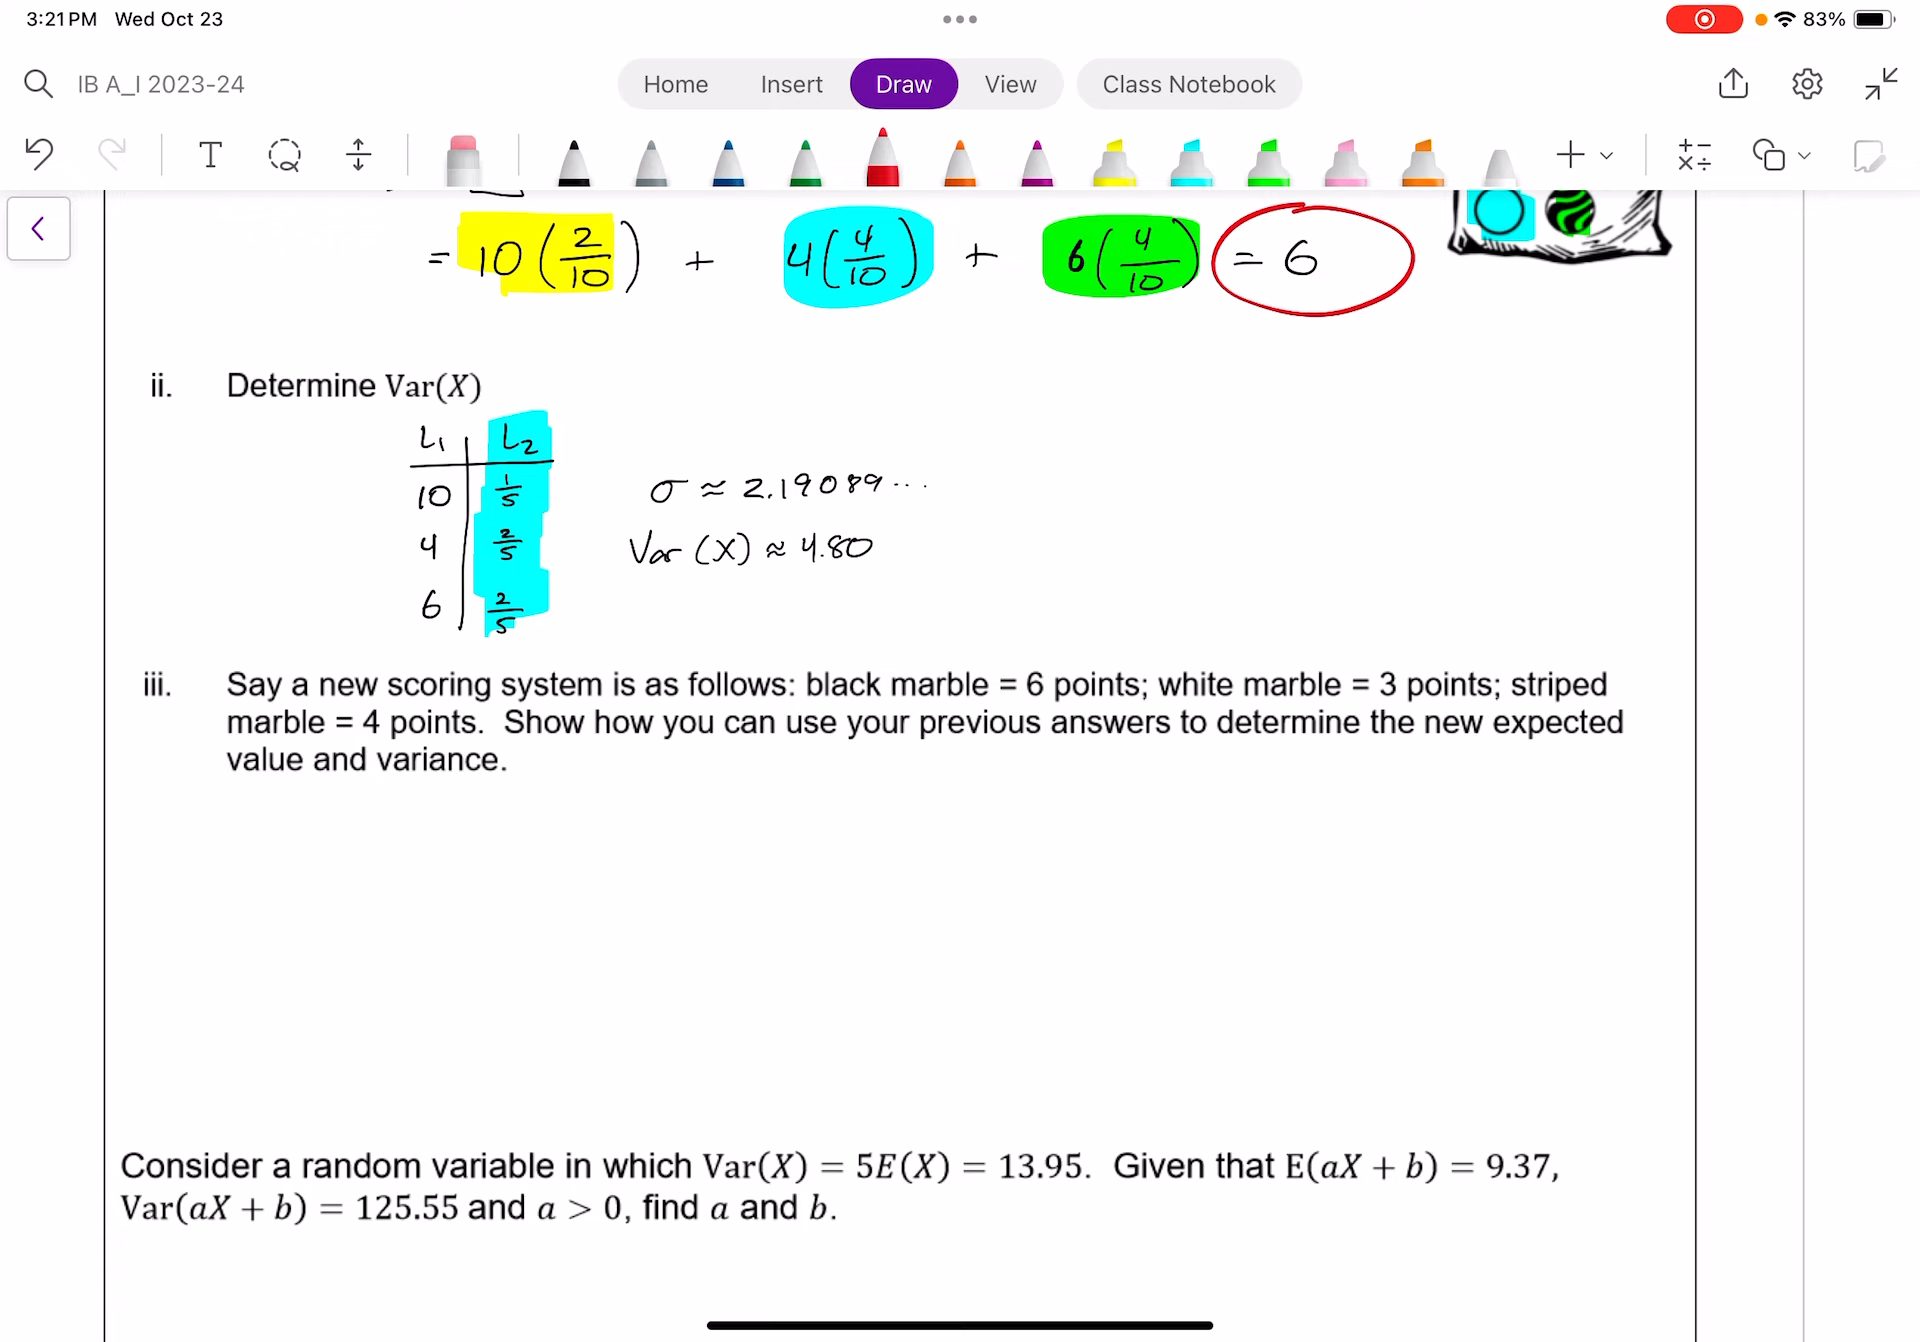 3:21 PM Wed Oct 23
83%
IB A_I 2023-24
Home Insert Draw View Class Notebook
= 10 (2/10) + 4(4/10) + 6(4/10) = 6
ii. Determine Var(X)
L₁ L₂
10 1/5
σ ≈ 2.19089...
4 2/5
Var (X) ≈ 4.80
6 2/5
iii. Say a new scoring system is as follows: black marble = 6 points; white marble = 3 points; striped
marble = 4 points. Show how you can use your previous answers to determine the new expected
value and variance.
Consider a random variable in which Var(X) = 5E(X) = 13.95. Given that E(aX + b) = 9.37,
Var(aX + b) = 125.55 and a > 0, find a and b.